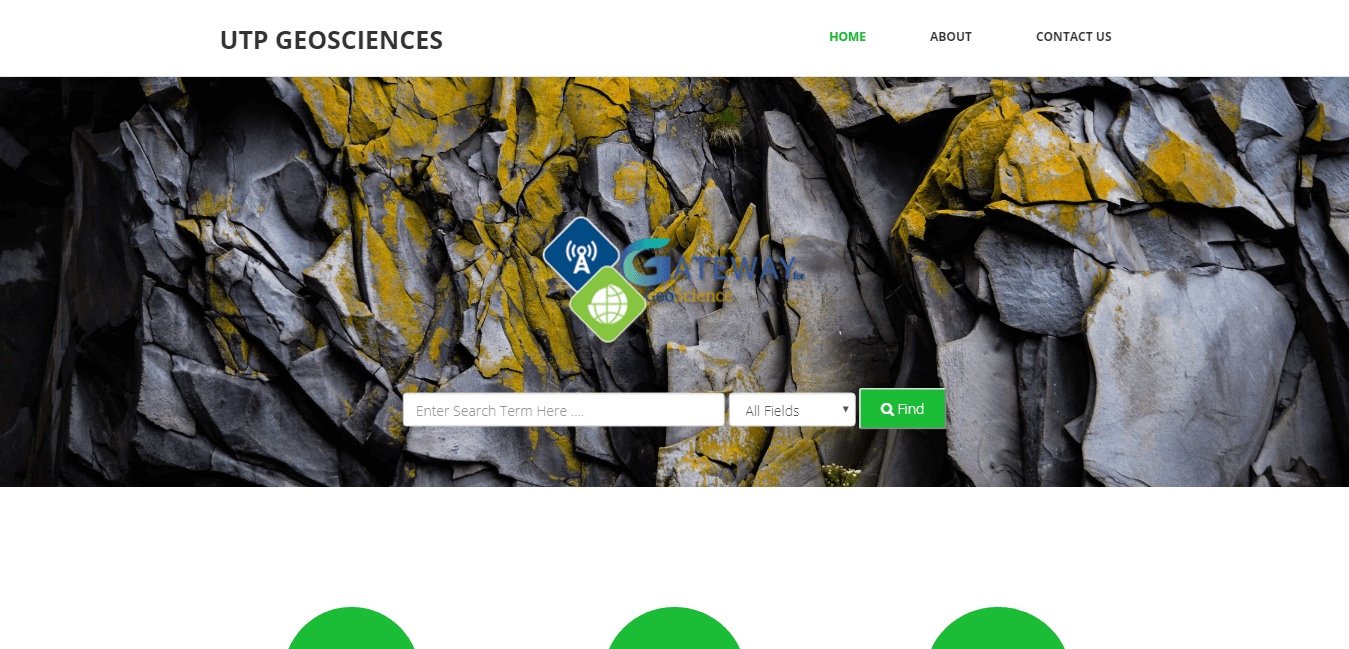 UTP GEOSCIENCES
HOME ABOUT CONTACT US
GATEWAY for
GeoScience
Enter Search Term Here ....
All Fields
Find